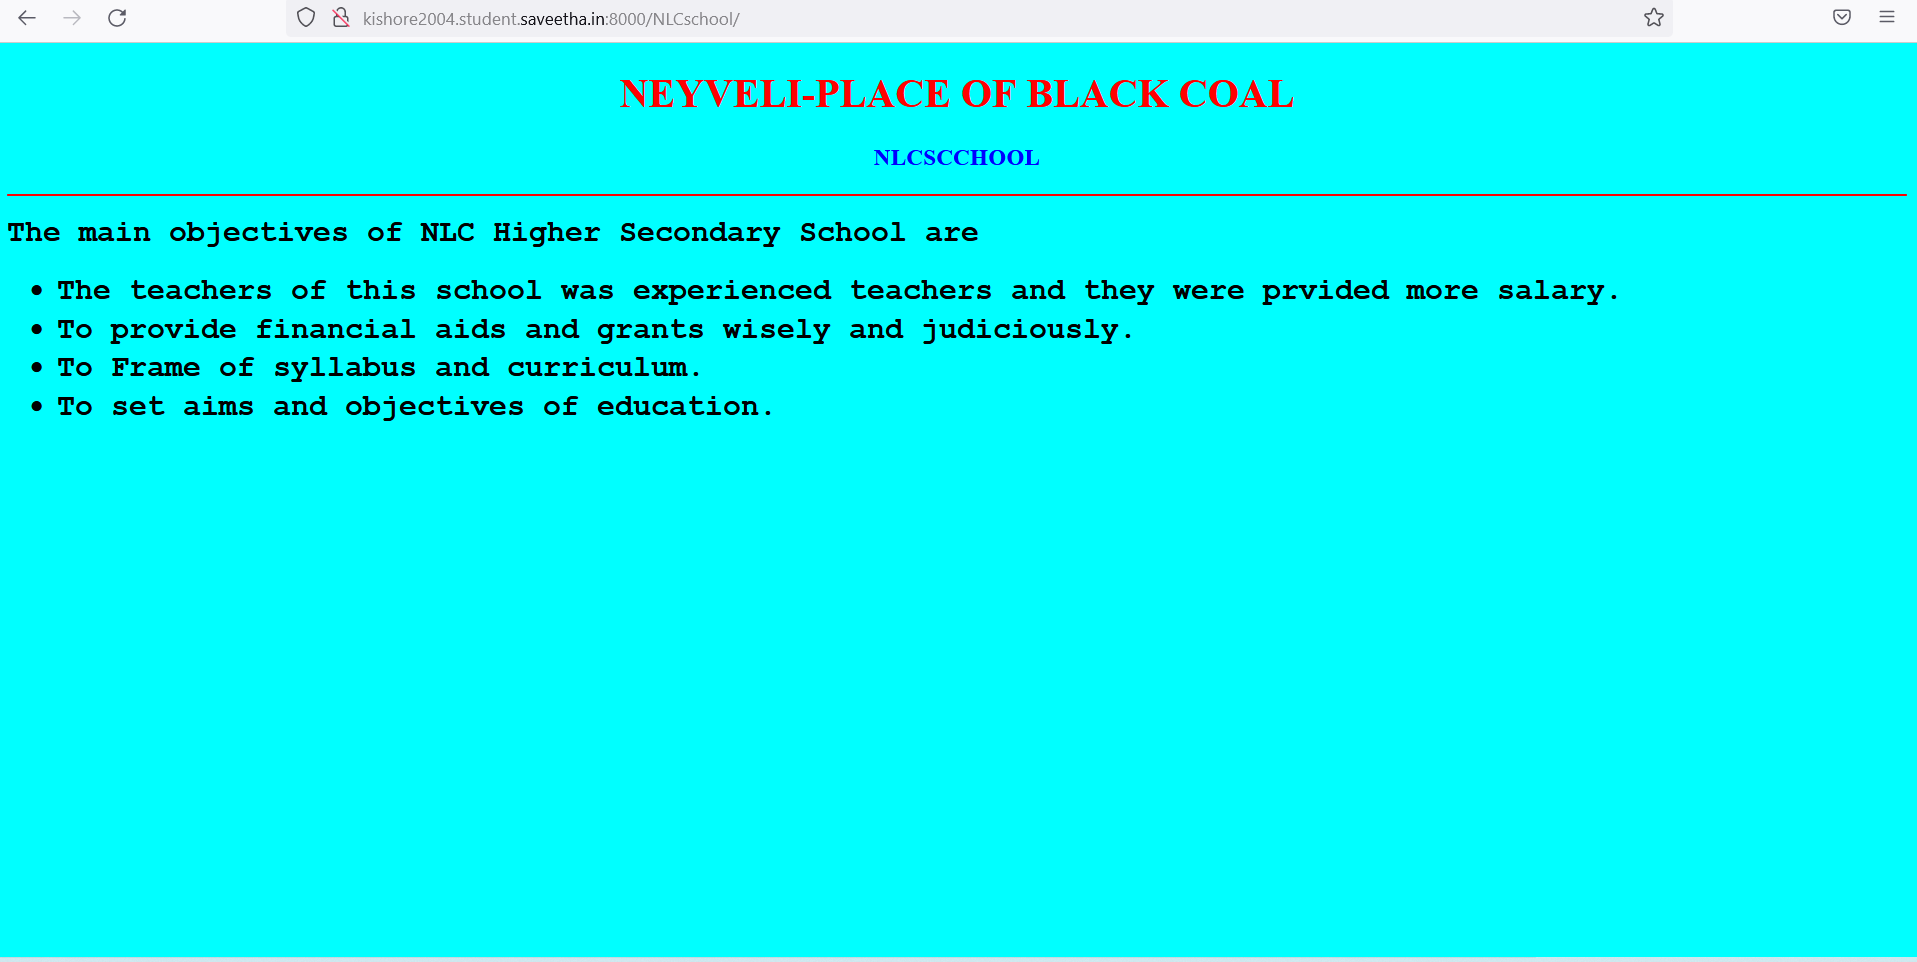 kishore2004.student.saveetha.in:8000/NLCschool/
NEYVELI-PLACE OF BLACK COAL
NLCSCCHOOL
The main objectives of NLC Higher Secondary School are
• The teachers of this school was experienced teachers and they were prvided more salary.
• To provide financial aids and grants wisely and judiciously.
• To Frame of syllabus and curriculum.
• To set aims and objectives of education.